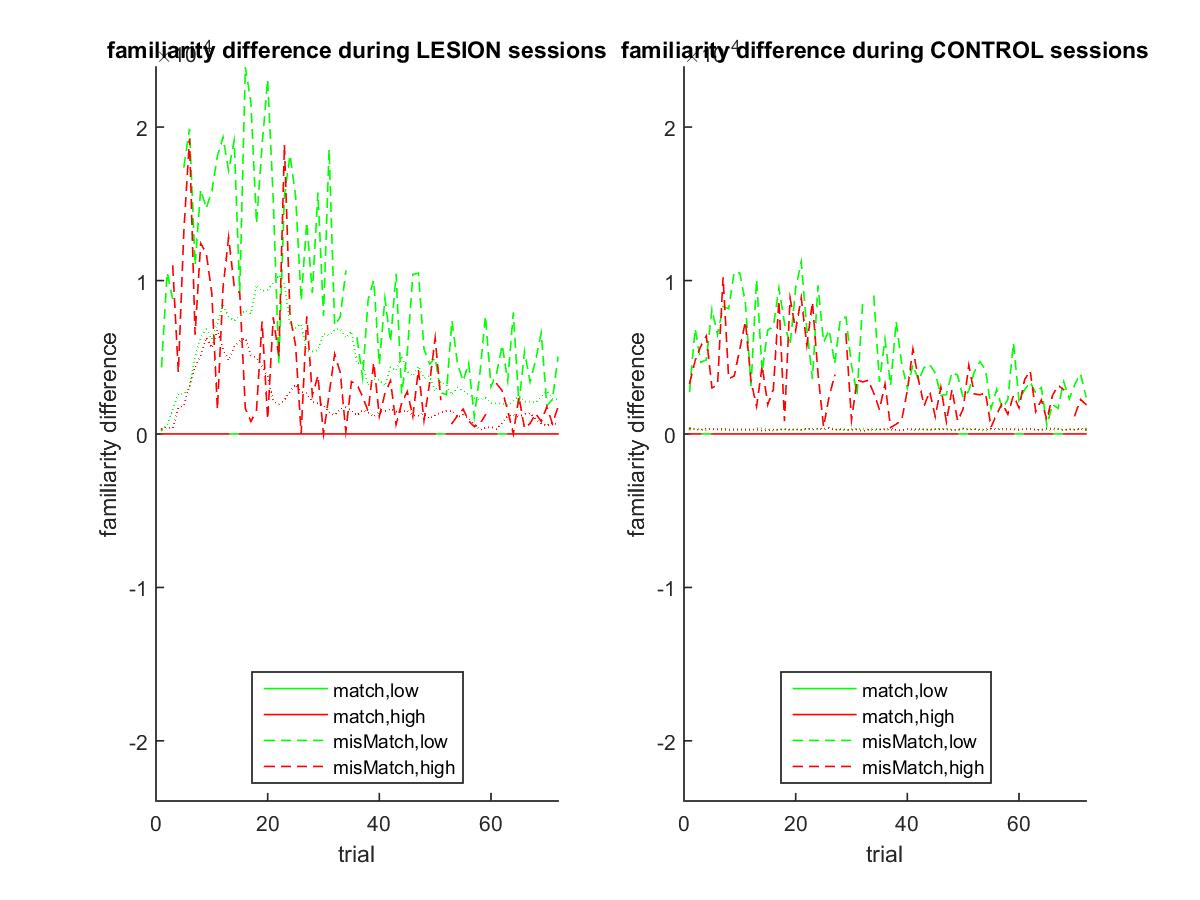 familiarity difference during LESION sessions
familiarity difference during CONTROL sessions
familiarity difference
2
1
0
-1
-2
match,low
match,high
misMatch,low
misMatch,high
0
20
40
60
trial
familiarity difference
2
1
0
-1
-2
match,low
match,high
misMatch,low
misMatch,high
0
20
40
60
trial